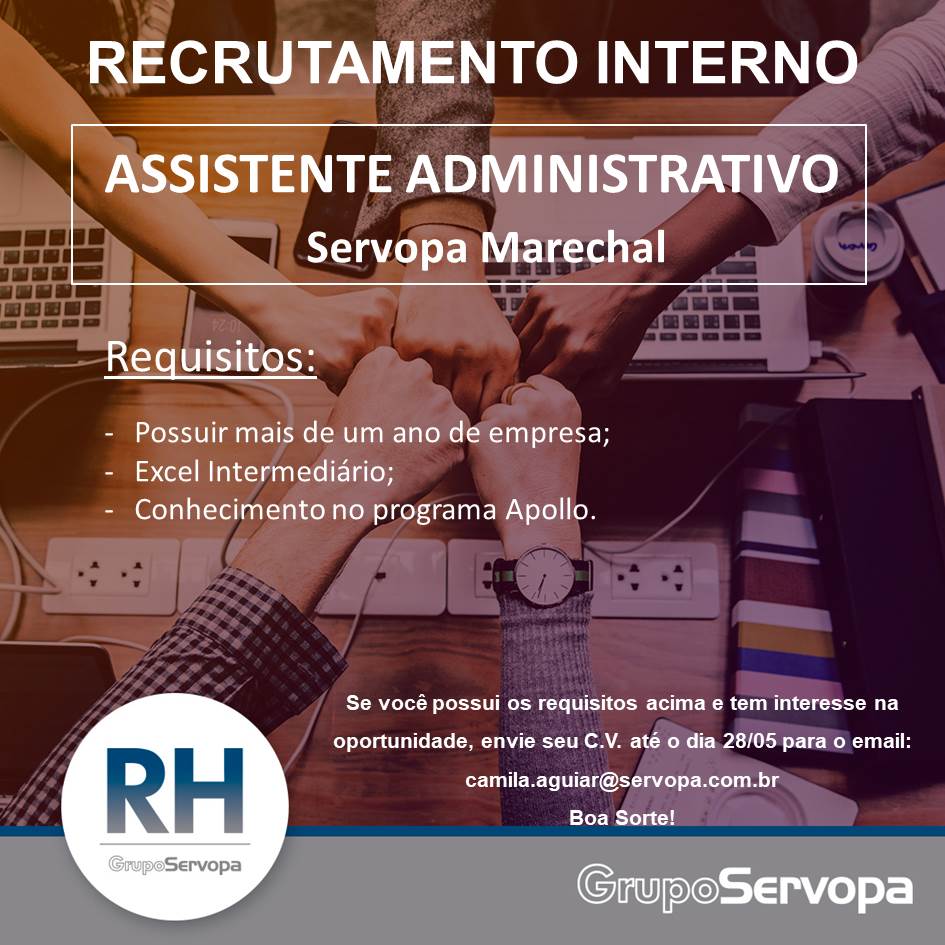 RECRUTAMENTO INTERNO
ASSISTENTE ADMINISTRATIVO
Servopa Marechal
Requisitos:
- Possuir mais de um ano de empresa;
- Excel Intermediário;
- Conhecimento no programa Apollo.
Se você possui os requisitos acima e tem interesse na
oportunidade, envie seu C.V. até o dia 28/05 para o email:
camila.aguiar@servopa.com.br
Boa Sorte!
RH
GrupoServopa
GrupoServopa